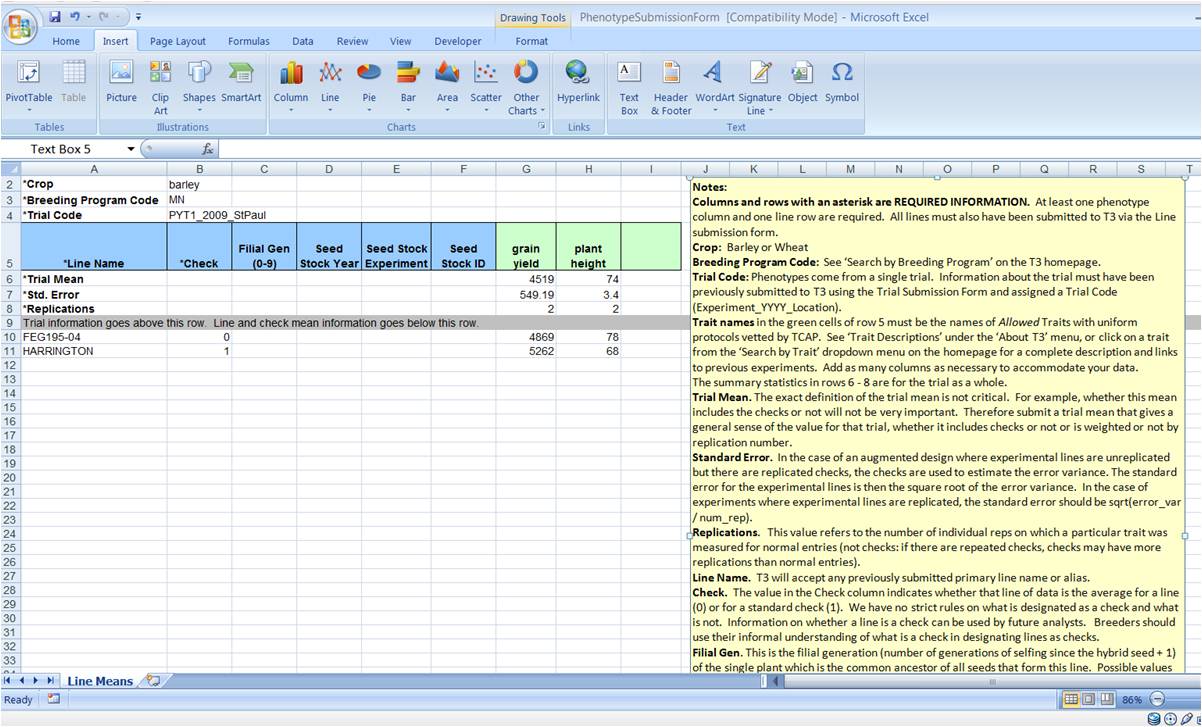 Drawing Tools PhenotypeSubmissionForm [Compatibility Mode] - Microsoft Excel
Home Insert Page Layout Formulas Data Review View Developer Format
PivotTable Table Picture Clip Art Shapes SmartArt Column Line Pie Bar Area Scatter Other Charts Hyperlink Text Box Header & Footer WordArt Signature Line Object Symbol
Tables Illustrations Charts Links Text
Text Box 5 fx
A B C D E F G H I J K L M N O P Q R S T
2 *Crop barley
3 *Breeding Program Code MN
4 *Trial Code PYT1_2009_StPaul
5 *Line Name *Check Filial Gen (0-9) Seed Stock Year Seed Stock Experiment Seed Stock ID grain yield plant height
6 *Trial Mean 4519 74
7 *Std. Error 549.19 3.4
8 *Replications 2 2
9 Trial information goes above this row. Line and check mean information goes below this row.
10 FEG195-04 0 4869 78
11 HARRINGTON 1 5262 68
12
13
14
15
16
17
18
19
20
21
22
23
24
25
26
27
28
29
30
31
32
33
Notes:
Columns and rows with an asterisk are REQUIRED INFORMATION. At least one phenotype
column and one line row are required. All lines must also have been submitted to T3 via the Line
submission form.
Crop: Barley or Wheat
Breeding Program Code: See ‘Search by Breeding Program’ on the T3 homepage.
Trial Code: Phenotypes come from a single trial. Information about the trial must have been
previously submitted to T3 using the Trial Submission Form and assigned a Trial Code
(Experiment_YYYY_Location).
Trait names in the green cells of row 5 must be the names of Allowed Traits with uniform
protocols vetted by TCAP. See ‘Trait Descriptions’ under the ‘About T3’ menu, or click on a trait
from the ‘Search by Trait’ dropdown menu on the homepage for a complete description and links
to previous experiments. Add as many columns as necessary to accommodate your data.
The summary statistics in rows 6 - 8 are for the trial as a whole.
Trial Mean. The exact definition of the trial mean is not critical. For example, whether this mean
includes the checks or not will not be very important. Therefore submit a trial mean that gives a
general sense of the value for that trial, whether it includes checks or not or is weighted or not by
replication number.
Standard Error. In the case of an augmented design where experimental lines are unreplicated
but there are replicated checks, the checks are used to estimate the error variance. The standard
error for the experimental lines is then the square root of the error variance. In the case of
experiments where experimental lines are replicated, the standard error should be sqrt(error_var
/ num_rep).
Replications. This value refers to the number of individual reps on which a particular trait was
measured for normal entries (not checks: if there are repeated checks, checks may have more
replications than normal entries).
Line Name. T3 will accept any previously submitted primary line name or alias.
Check. The value in the Check column indicates whether that line of data is the average for a line
(0) or for a standard check (1). We have no strict rules on what is designated as a check and what
is not. Information on whether a line is a check can be used by future analysts. Breeders should
use their informal understanding of what is a check in designating lines as checks.
Filial Gen. This is the filial generation (number of generations of selfing since the hybrid seed + 1)
of the single plant which is the common ancestor of all seeds that form this line. Possible values
Line Means
Ready 86%